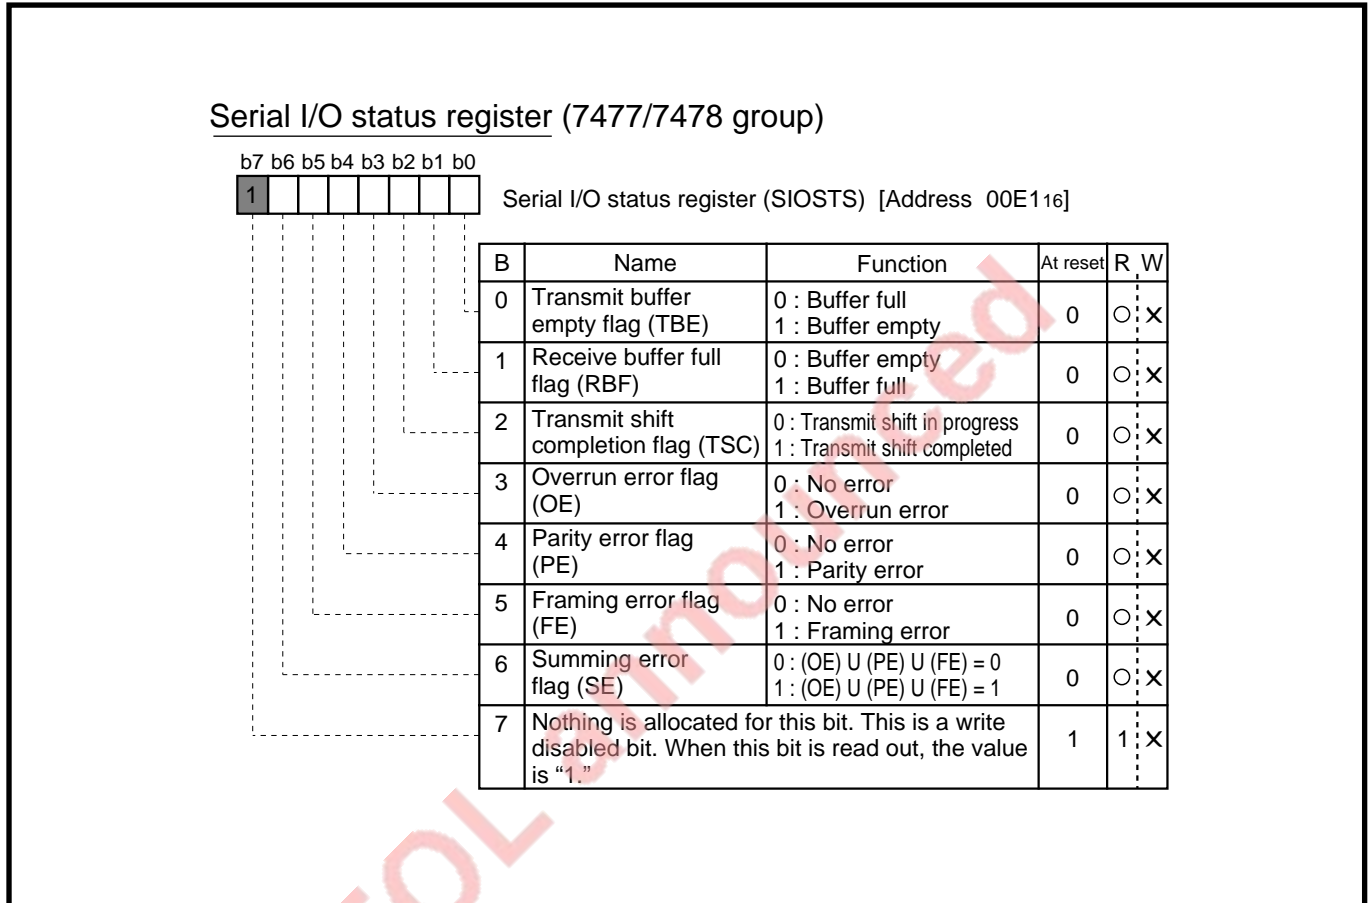 Serial I/O status register (7477/7478 group)
b7 b6 b5 b4 b3 b2 b1 b0
1
Serial I/O status register (SIOSTS) [Address 00E116]
B Name Function At reset R W
0 Transmit buffer empty flag (TBE) 0 : Buffer full 1 : Buffer empty 0 ○ ×
1 Receive buffer full flag (RBF) 0 : Buffer empty 1 : Buffer full 0 ○ ×
2 Transmit shift completion flag (TSC) 0 : Transmit shift in progress 1 : Transmit shift completed 0 ○ ×
3 Overrun error flag (OE) 0 : No error 1 : Overrun error 0 ○ ×
4 Parity error flag (PE) 0 : No error 1 : Parity error 0 ○ ×
5 Framing error flag (FE) 0 : No error 1 : Framing error 0 ○ ×
6 Summing error flag (SE) 0 : (OE) U (PE) U (FE) = 0 1 : (OE) U (PE) U (FE) = 1 0 ○ ×
7 Nothing is allocated for this bit. This is a write disabled bit. When this bit is read out, the value is “1.” 1 1 ×
EOL announced